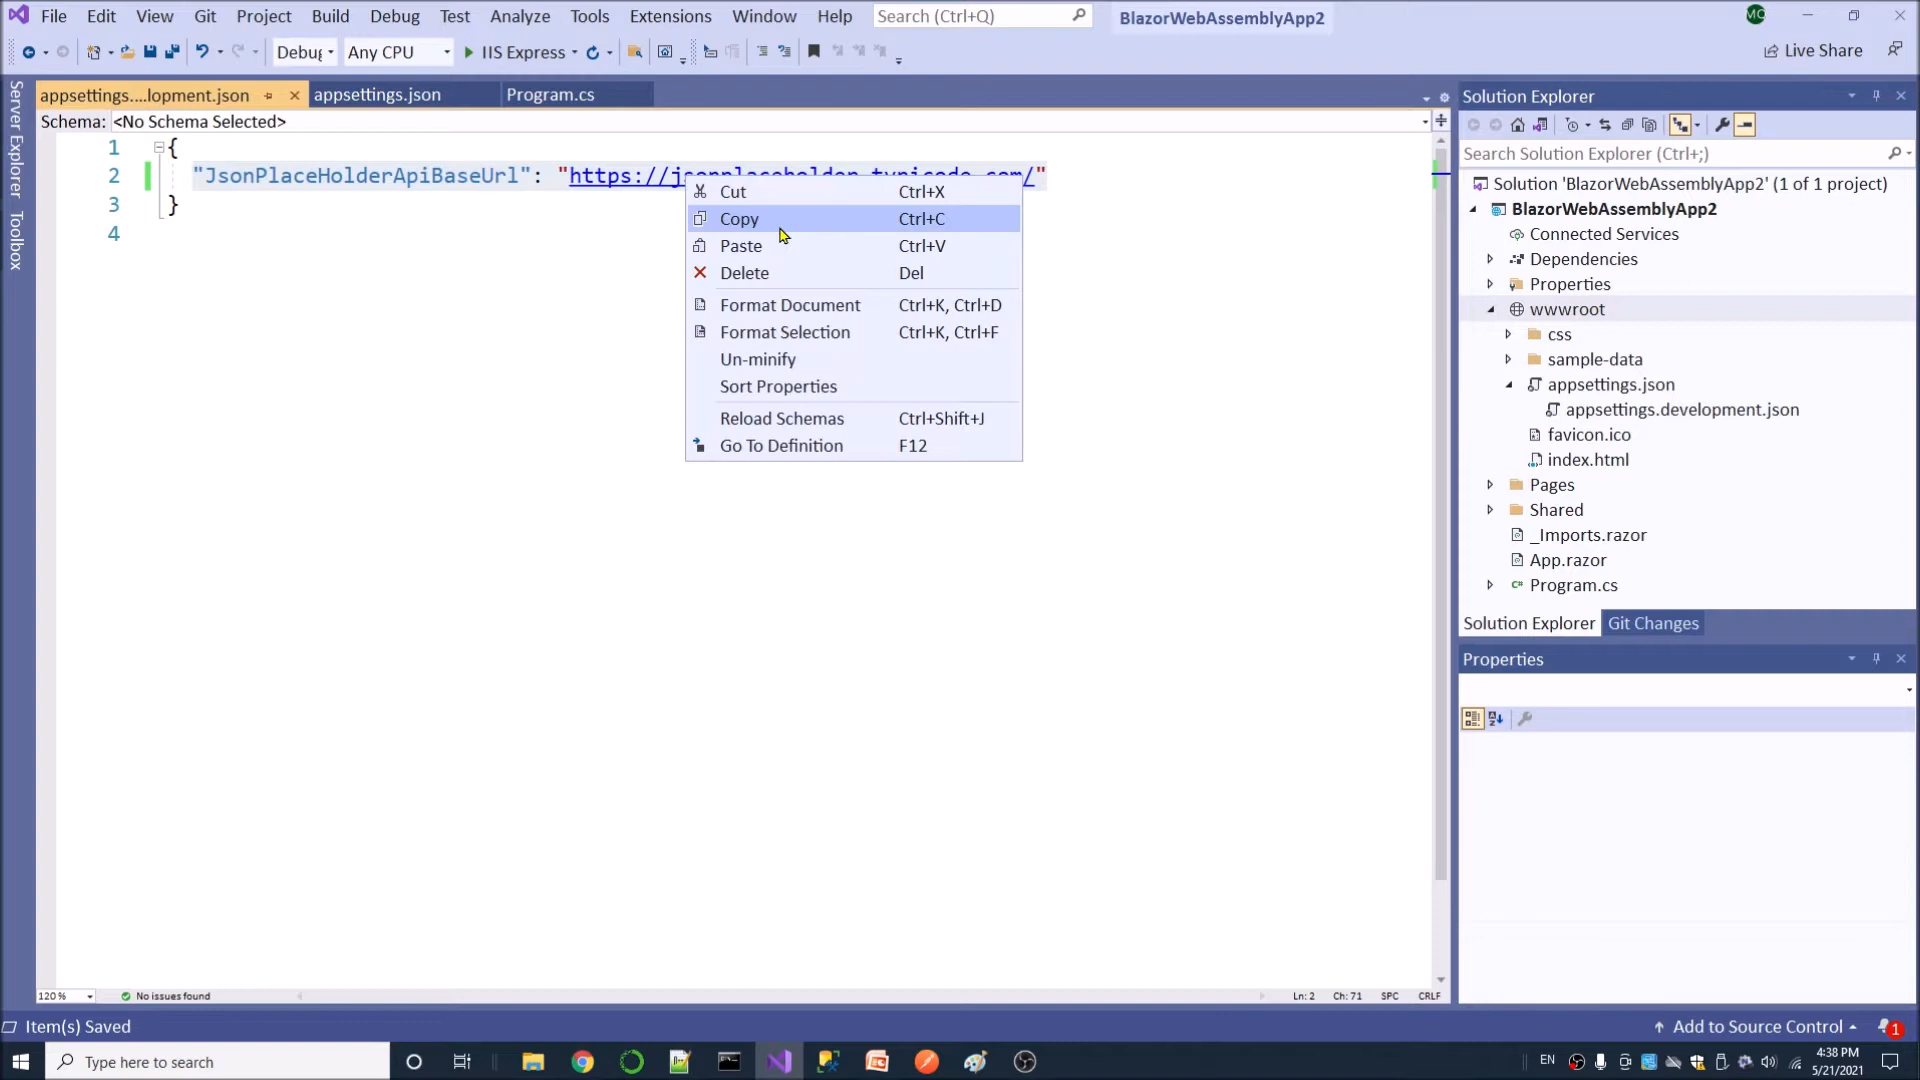 File Edit View Git Project Build Debug Test Analyze Tools Extensions Window Help Search (Ctrl+Q) BlazorWebAssemblyApp2 MC
Debug Any CPU IIS Express Live Share
Server Explorer
Toolbox
appsettings....lopment.json appsettings.json Program.cs
Schema: <No Schema Selected>
1 {
2 "JsonPlaceHolderApiBaseUrl": "https://jsonplaceholder.typicode.com/"
3 }
4
Cut Ctrl+X
Copy Ctrl+C
Paste Ctrl+V
Delete Del
Format Document Ctrl+K, Ctrl+D
Format Selection Ctrl+K, Ctrl+F
Un-minify
Sort Properties
Reload Schemas Ctrl+Shift+J
Go To Definition F12
Solution Explorer
Search Solution Explorer (Ctrl+;)
Solution 'BlazorWebAssemblyApp2' (1 of 1 project)
BlazorWebAssemblyApp2
Connected Services
Dependencies
Properties
wwwroot
css
sample-data
appsettings.json
appsettings.development.json
favicon.ico
index.html
Pages
Shared
_Imports.razor
App.razor
C# Program.cs
Solution Explorer Git Changes
Properties
120 % No issues found Ln: 2 Ch: 71 SPC CRLF
Item(s) Saved Add to Source Control 1
Type here to search EN 4:38 PM
5/21/2021